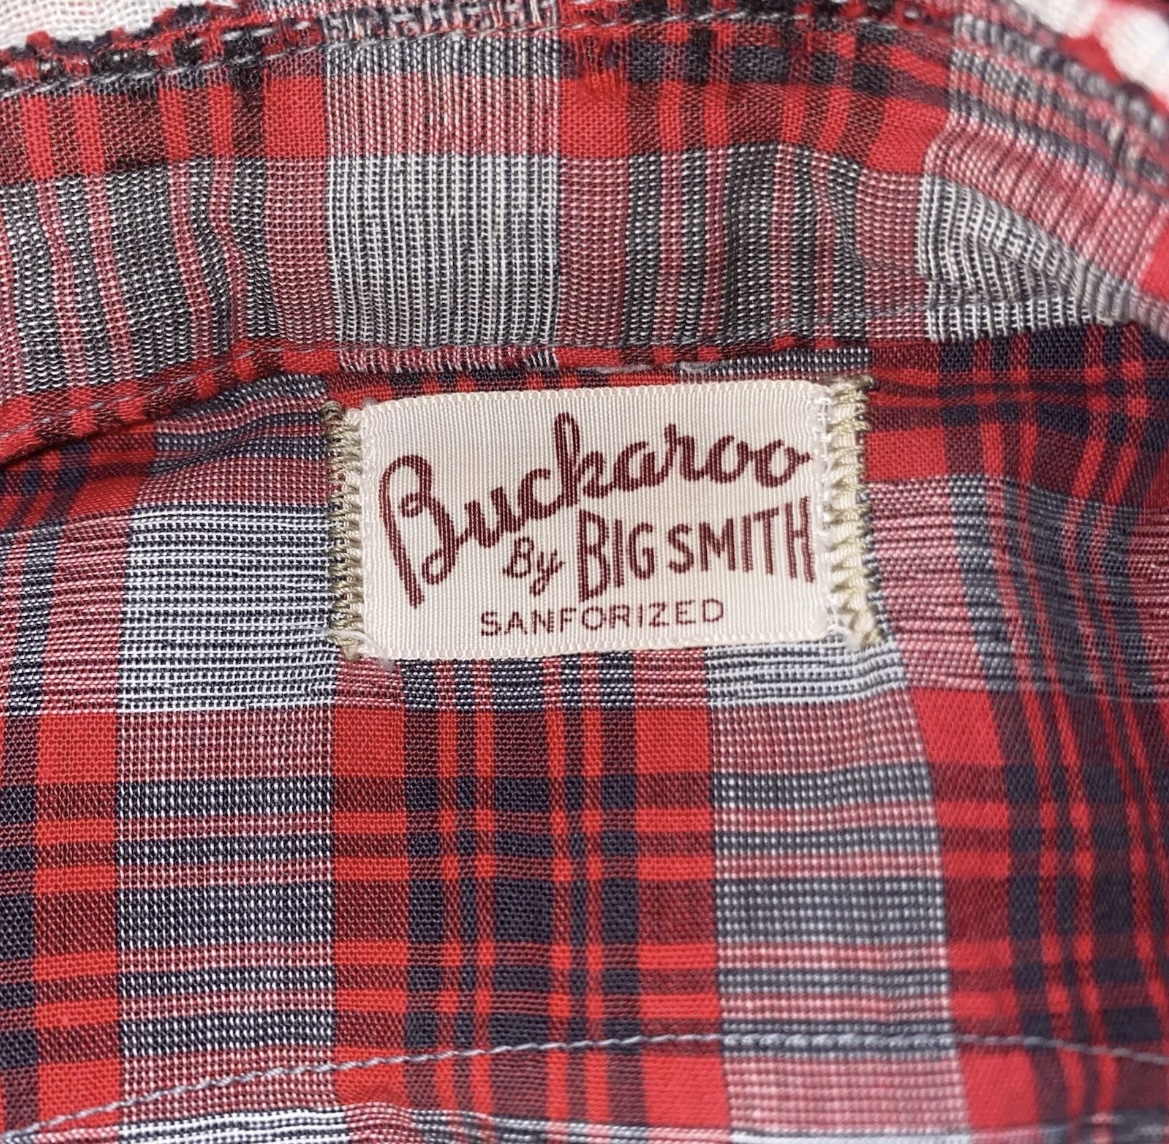 Buckaroo
By BIG SMITH
SANFORIZED